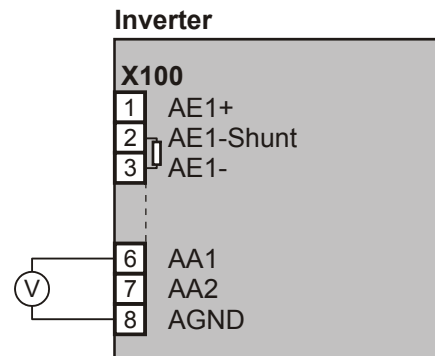 Inverter
X100
1 AE1+
2 AE1-Shunt
3 AE1-
6 AA1
V
7 AA2
8 AGND